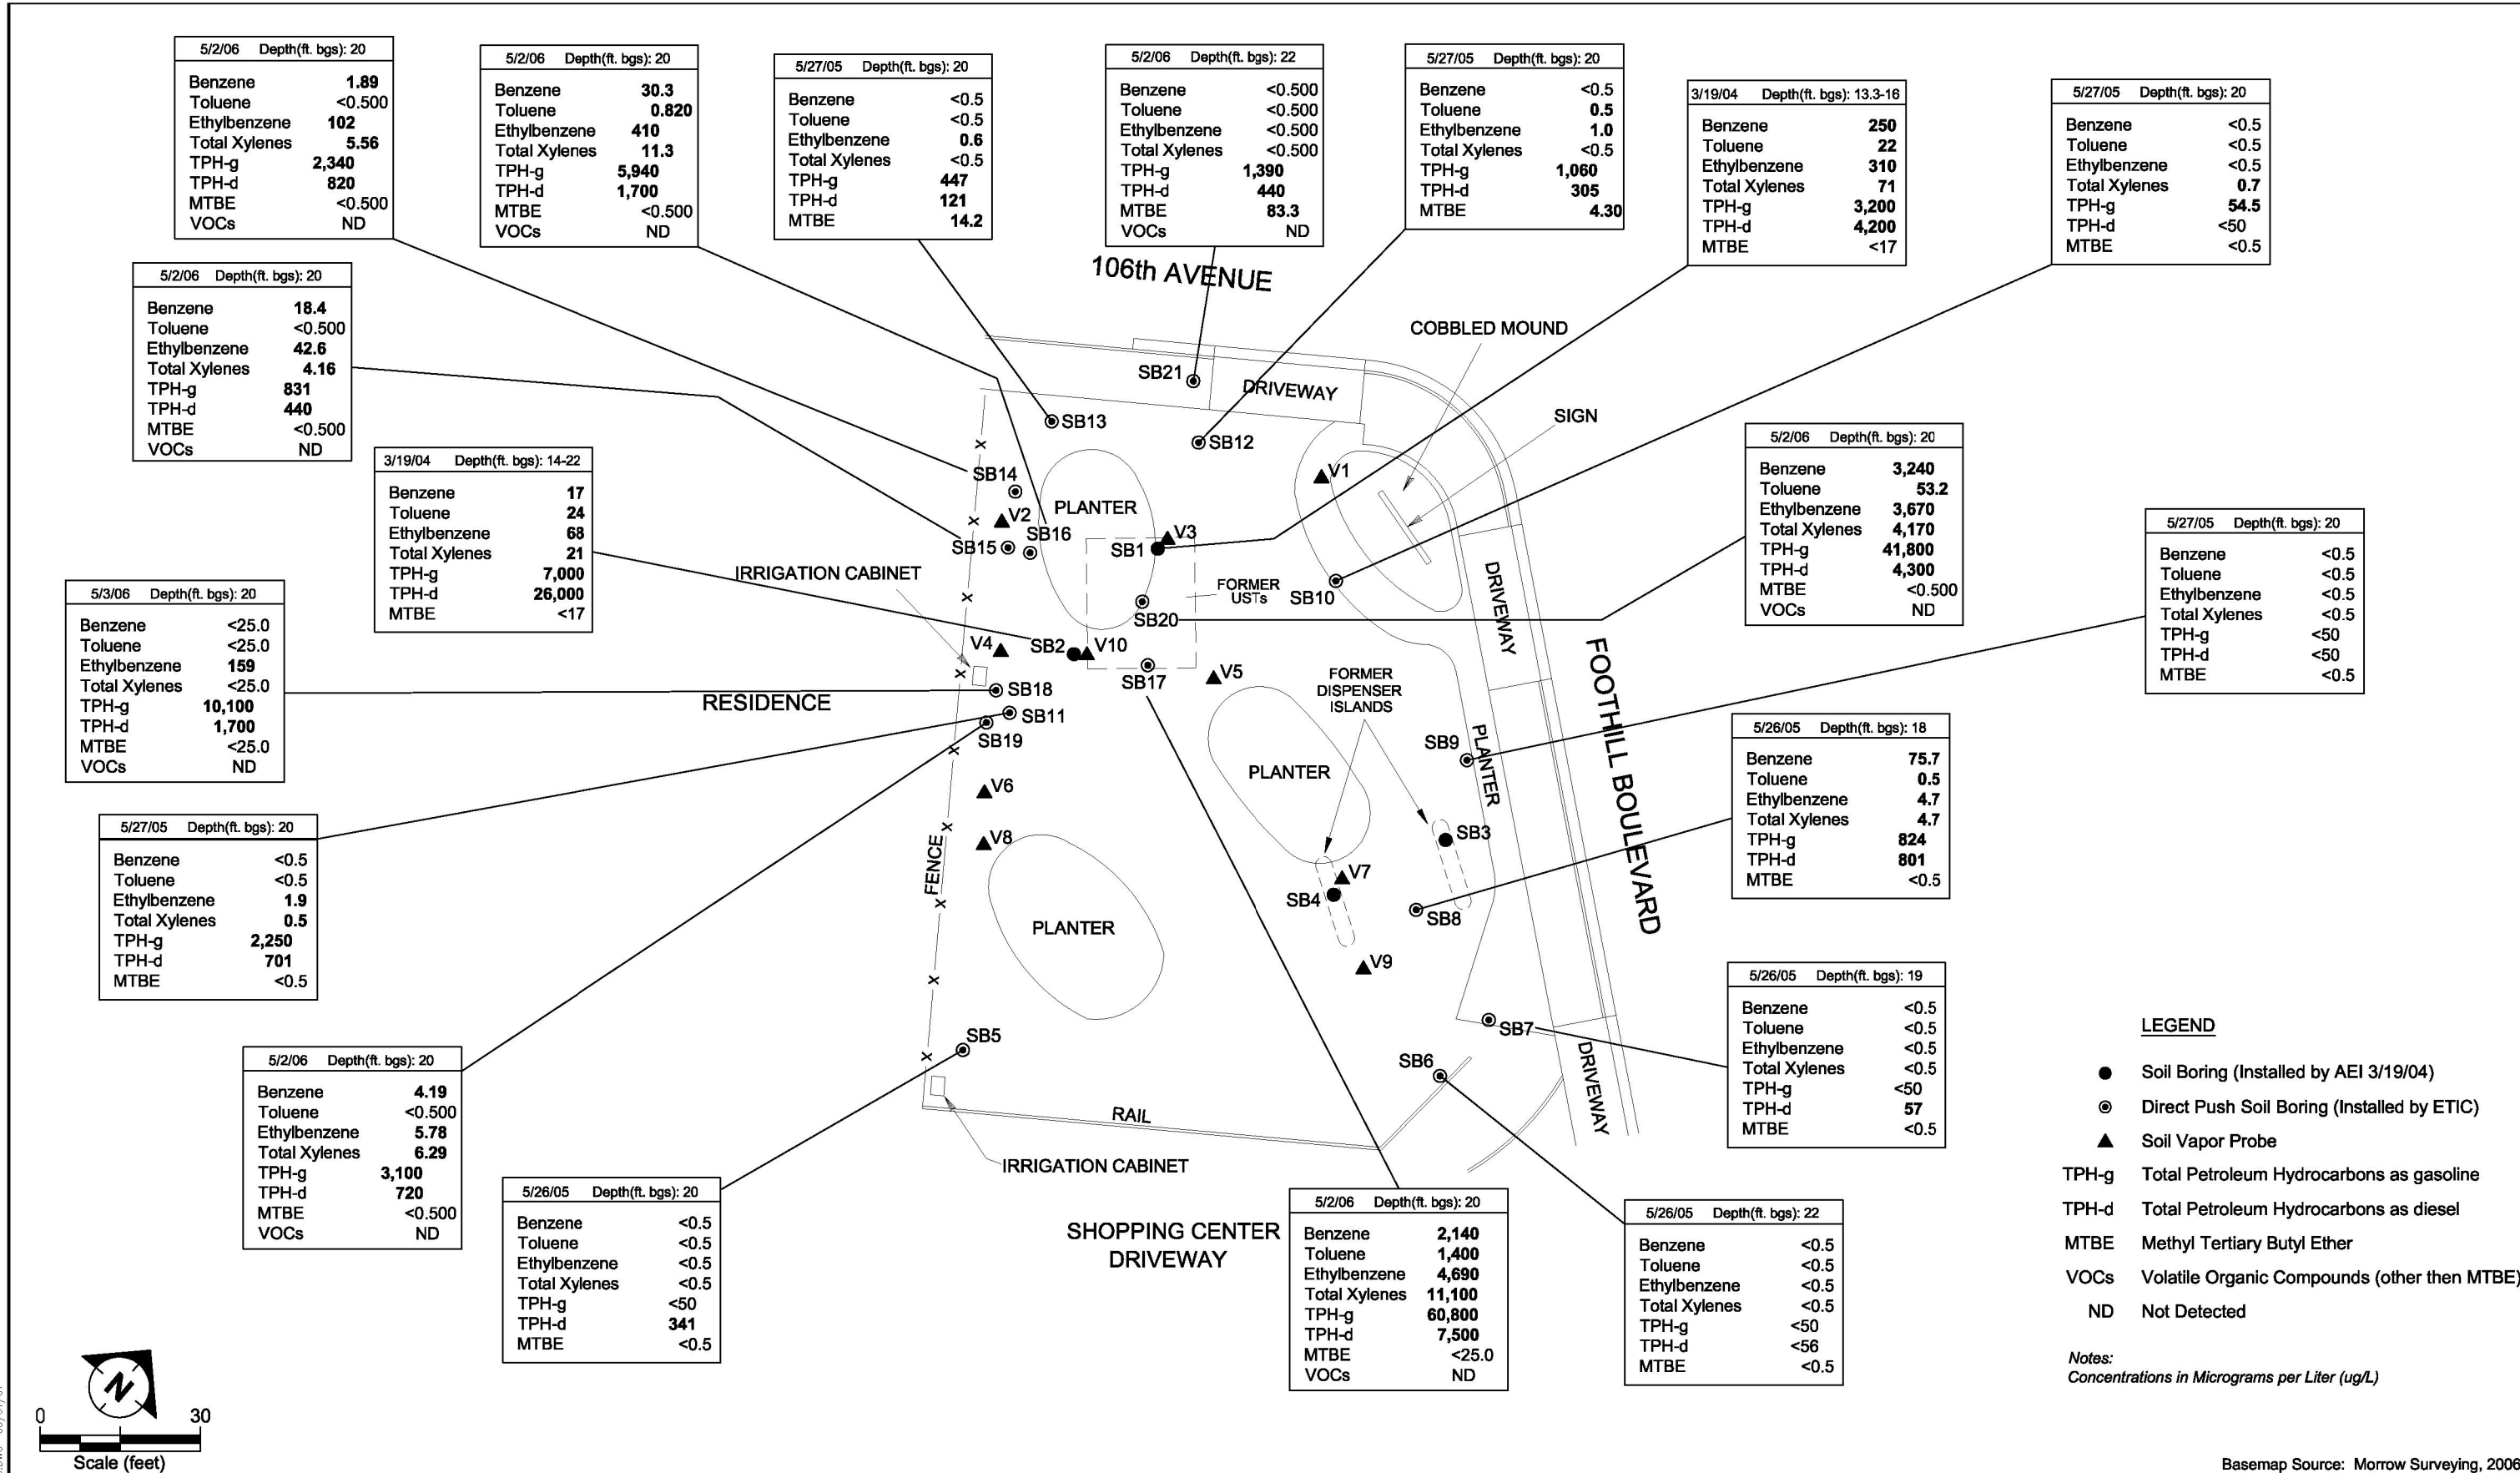 5/2/06 Depth(ft. bgs): 20
Benzene 1.89
Toluene <0.500
Ethylbenzene 102
Total Xylenes 5.56
TPH-g 2,340
TPH-d 820
MTBE <0.500
VOCs ND
5/2/06 Depth(ft. bgs): 20
Benzene 30.3
Toluene 0.820
Ethylbenzene 410
Total Xylenes 11.3
TPH-g 5,940
TPH-d 1,700
MTBE <0.500
VOCs ND
5/27/05 Depth(ft. bgs): 20
Benzene <0.5
Toluene <0.5
Ethylbenzene 0.6
Total Xylenes <0.5
TPH-g 447
TPH-d 121
MTBE 14.2
5/2/06 Depth(ft. bgs): 22
Benzene <0.500
Toluene <0.500
Ethylbenzene <0.500
Total Xylenes <0.500
TPH-g 1,390
TPH-d 440
MTBE 83.3
VOCs ND
5/27/05 Depth(ft. bgs): 20
Benzene <0.5
Toluene 0.5
Ethylbenzene 1.0
Total Xylenes <0.5
TPH-g 1,060
TPH-d 305
MTBE 4.30
3/19/04 Depth(ft. bgs): 13.3-16
Benzene 250
Toluene 22
Ethylbenzene 310
Total Xylenes 71
TPH-g 3,200
TPH-d 4,200
MTBE <17
5/27/05 Depth(ft. bgs): 20
Benzene <0.5
Toluene <0.5
Ethylbenzene <0.5
Total Xylenes 0.7
TPH-g 54.5
TPH-d <50
MTBE <0.5
5/2/06 Depth(ft. bgs): 20
Benzene 18.4
Toluene <0.500
Ethylbenzene 42.6
Total Xylenes 4.16
TPH-g 831
TPH-d 440
MTBE <0.500
VOCs ND
3/19/04 Depth(ft. bgs): 14-22
Benzene 17
Toluene 24
Ethylbenzene 68
Total Xylenes 21
TPH-g 7,000
TPH-d 26,000
MTBE <17
5/3/06 Depth(ft. bgs): 20
Benzene <25.0
Toluene <25.0
Ethylbenzene 159
Total Xylenes <25.0
TPH-g 10,100
TPH-d 1,700
MTBE <25.0
VOCs ND
5/27/05 Depth(ft. bgs): 20
Benzene <0.5
Toluene <0.5
Ethylbenzene 1.9
Total Xylenes 0.5
TPH-g 2,250
TPH-d 701
MTBE <0.5
5/2/06 Depth(ft. bgs): 20
Benzene 4.19
Toluene <0.500
Ethylbenzene 5.78
Total Xylenes 6.29
TPH-g 3,100
TPH-d 720
MTBE <0.500
VOCs ND
5/26/05 Depth(ft. bgs): 20
Benzene <0.5
Toluene <0.5
Ethylbenzene <0.5
Total Xylenes <0.5
TPH-g <50
TPH-d 341
MTBE <0.5
106th AVENUE
COBBLED MOUND
SB21
DRIVEWAY
SIGN
SB13
SB12
V1
SB14
PLANTER
V2
SB16
V3
SB15
SB1
IRRIGATION CABINET
FORMER
USTs
SB10
DRIVEWAY
SB20
V4
SB2
V10
SB17
V5
FORMER
DISPENSER
ISLANDS
FOOTHILL BOULEVARD
RESIDENCE
SB18
SB11
SB19
SB9
PLANTER
PLANTER
V6
V8
SB3
FENCE
V7
SB4
SB8
PLANTER
V9
SB5
SB7
SB6
DRIVEWAY
RAIL
IRRIGATION CABINET
SHOPPING CENTER
DRIVEWAY
x
x
x
x
x
x
x
x
x
x
5/2/06 Depth(ft. bgs): 20
Benzene 3,240
Toluene 53.2
Ethylbenzene 3,670
Total Xylenes 4,170
TPH-g 41,800
TPH-d 4,300
MTBE <0.500
VOCs ND
5/27/05 Depth(ft. bgs): 20
Benzene <0.5
Toluene <0.5
Ethylbenzene <0.5
Total Xylenes <0.5
TPH-g <50
TPH-d <50
MTBE <0.5
5/26/05 Depth(ft. bgs): 18
Benzene 75.7
Toluene 0.5
Ethylbenzene 4.7
Total Xylenes 4.7
TPH-g 824
TPH-d 801
MTBE <0.5
5/26/05 Depth(ft. bgs): 19
Benzene <0.5
Toluene <0.5
Ethylbenzene <0.5
Total Xylenes <0.5
TPH-g <50
TPH-d 57
MTBE <0.5
5/2/06 Depth(ft. bgs): 20
Benzene 2,140
Toluene 1,400
Ethylbenzene 4,690
Total Xylenes 11,100
TPH-g 60,800
TPH-d 7,500
MTBE <25.0
VOCs ND
5/26/05 Depth(ft. bgs): 22
Benzene <0.5
Toluene <0.5
Ethylbenzene <0.5
Total Xylenes <0.5
TPH-g <50
TPH-d <56
MTBE <0.5
LEGEND
Soil Boring (Installed by AEI 3/19/04)
Direct Push Soil Boring (Installed by ETIC)
Soil Vapor Probe
TPH-g Total Petroleum Hydrocarbons as gasoline
TPH-d Total Petroleum Hydrocarbons as diesel
MTBE Methyl Tertiary Butyl Ether
VOCs Volatile Organic Compounds (other then MTBE)
ND Not Detected
Notes:
Concentrations in Micrograms per Liter (ug/L)
N
0 30
Scale (feet)
Basemap Source: Morrow Surveying, 2006